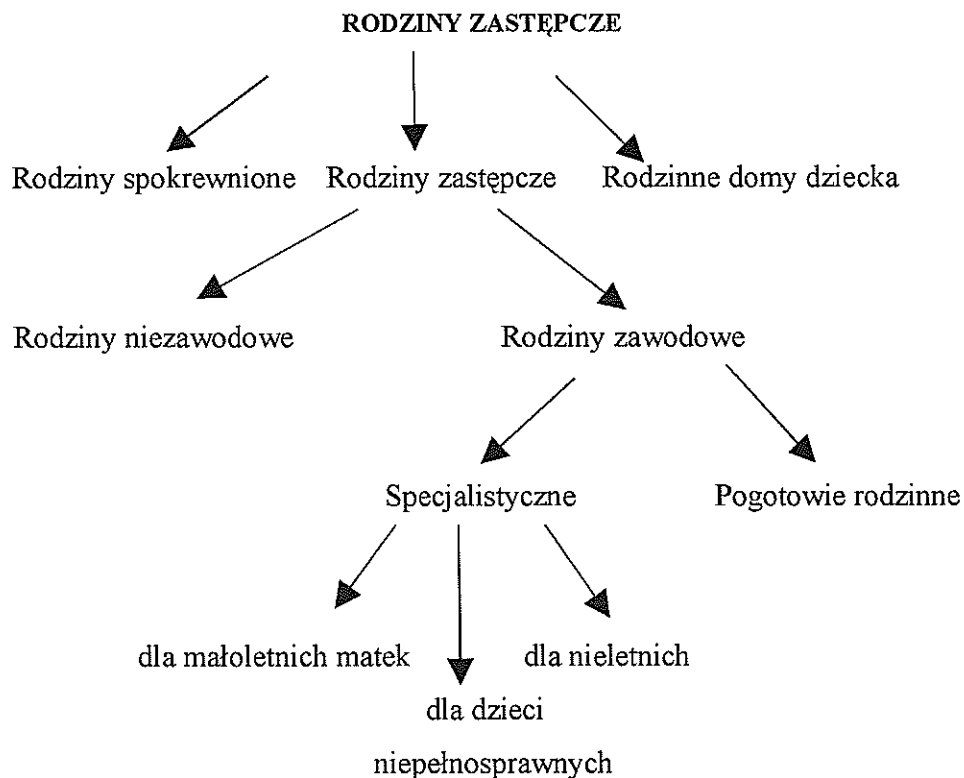 RODZINY ZASTĘPCZE
Rodziny spokrewnione
Rodziny zastępcze
Rodzinne domy dziecka
Rodziny niezawodowe
Rodziny zawodowe
Specjalistyczne
Pogotowie rodzinne
dla małoletnich matek
dla nieletnich
dla dzieci
niepełnosprawnych